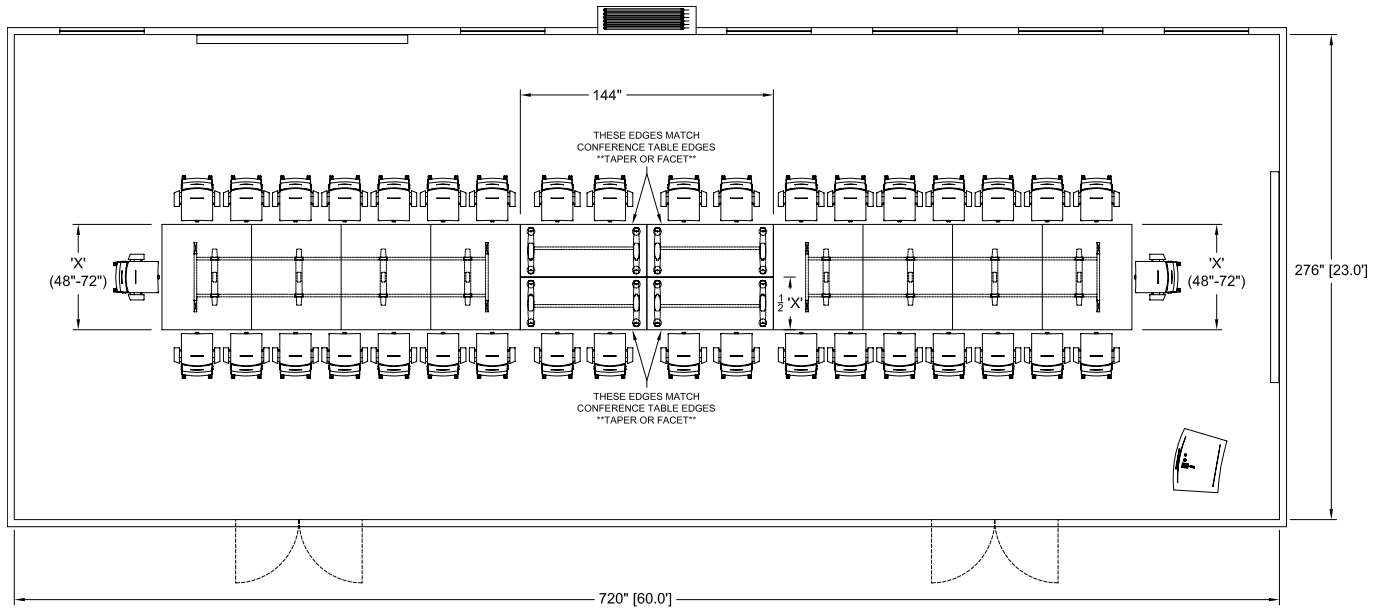 144"
THESE EDGES MATCH
CONFERENCE TABLE EDGES
**TAPER OR FACET**
'X'
(48"-72")
½ 'X'
'X'
(48"-72")
276" [23.0']
THESE EDGES MATCH
CONFERENCE TABLE EDGES
**TAPER OR FACET**
720" [60.0']